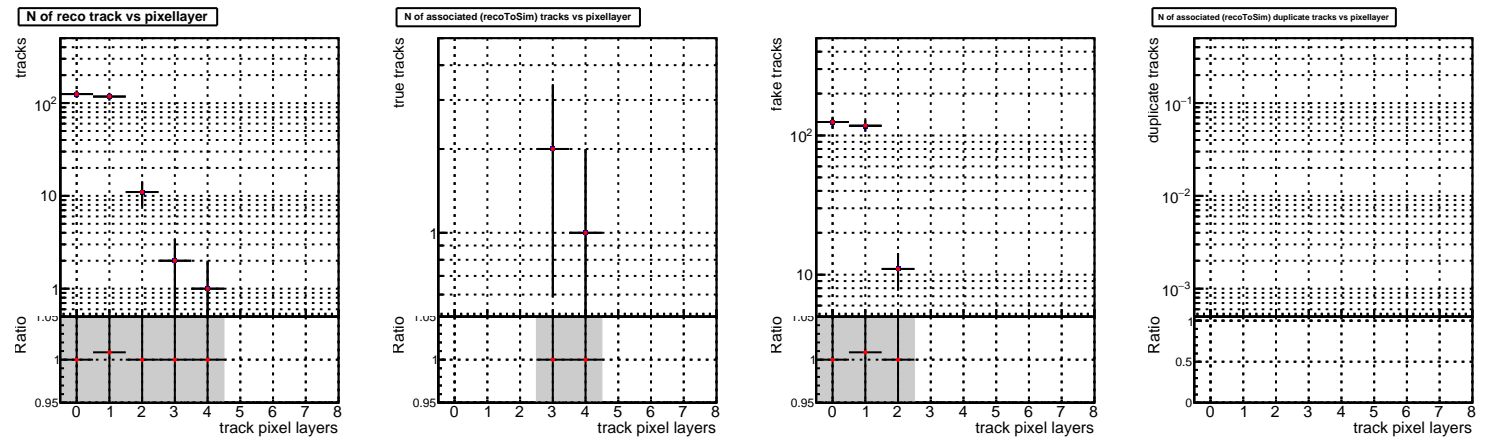 N of reco track vs pixellayer
tracks
10²
10
1
Ratio
1.05
1
0.95
0 1 2 3 4 5 6 7 8
track pixel layers
N of associated (recoToSim) tracks vs pixellayer
true tracks
1
Ratio
1.05
1
0.95
0 1 2 3 4 5 6 7 8
track pixel layers
fake tracks
10²
10
Ratio
1.05
1
0.95
0 1 2 3 4 5 6 7 8
track pixel layers
N of associated (recoToSim) duplicate tracks vs pixellayer
duplicate tracks
10⁻¹
10⁻²
10⁻³
Ratio
1
0.5
0
0 1 2 3 4 5 6 7 8
track pixel layers